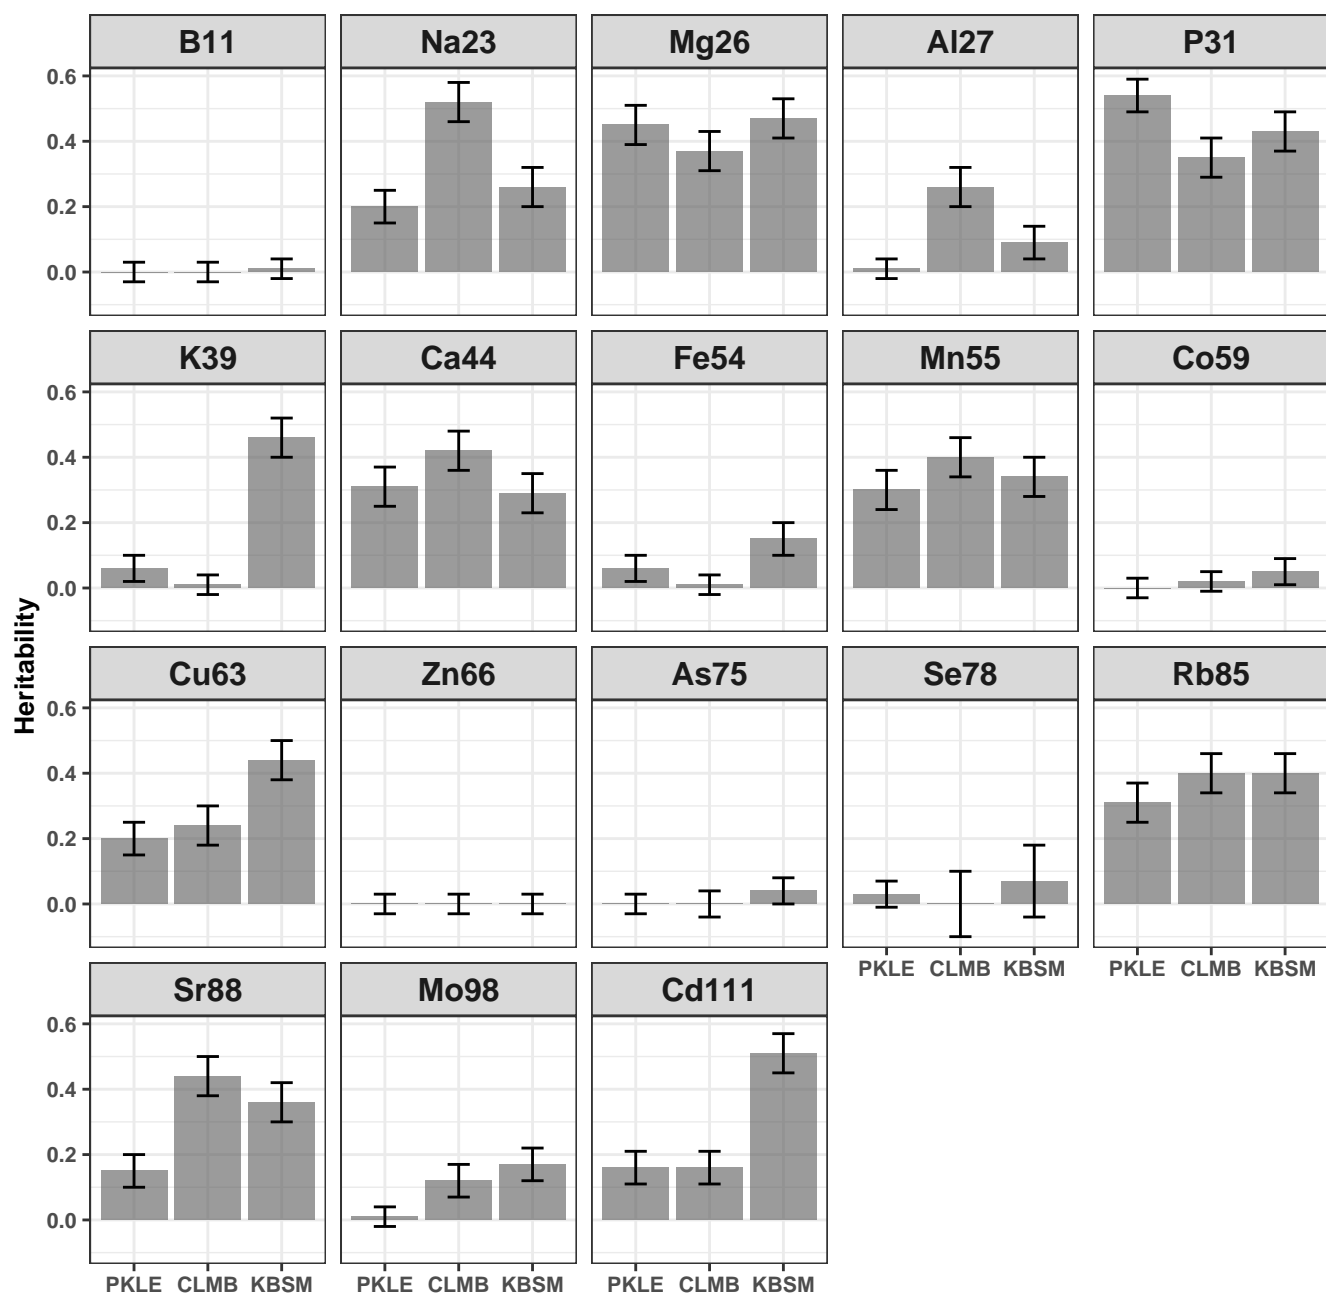 B11 Na23 Mg26 Al27 P31
0.6
0.4
0.2
0.0
K39 Ca44 Fe54 Mn55 Co59
0.6
0.4
0.2
0.0
Heritability
Cu63 Zn66 As75 Se78 Rb85
0.6
0.4
0.2
0.0
PKLE CLMB KBSM PKLE CLMB KBSM
Sr88 Mo98 Cd111
0.6
0.4
0.2
0.0
PKLE CLMB KBSM PKLE CLMB KBSM PKLE CLMB KBSM